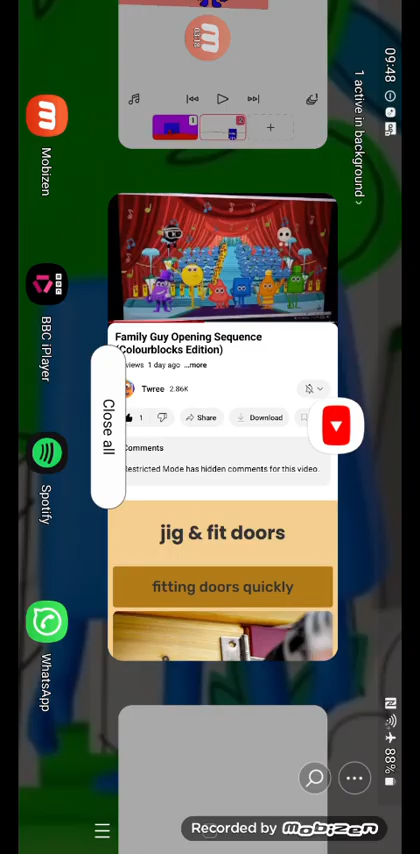 09:48
1 active in background >
Mobizen
BBC
BBC iPlayer
Spotify
WhatsApp
Close all
+
Family Guy Opening Sequence
(Colourblocks Edition)
views 1 day ago ...more
Twree 2.86K
1
Share
Download
Comments
Restricted Mode has hidden comments for this video.
jig & fit doors
fitting doors quickly
88%
Recorded by mobizen